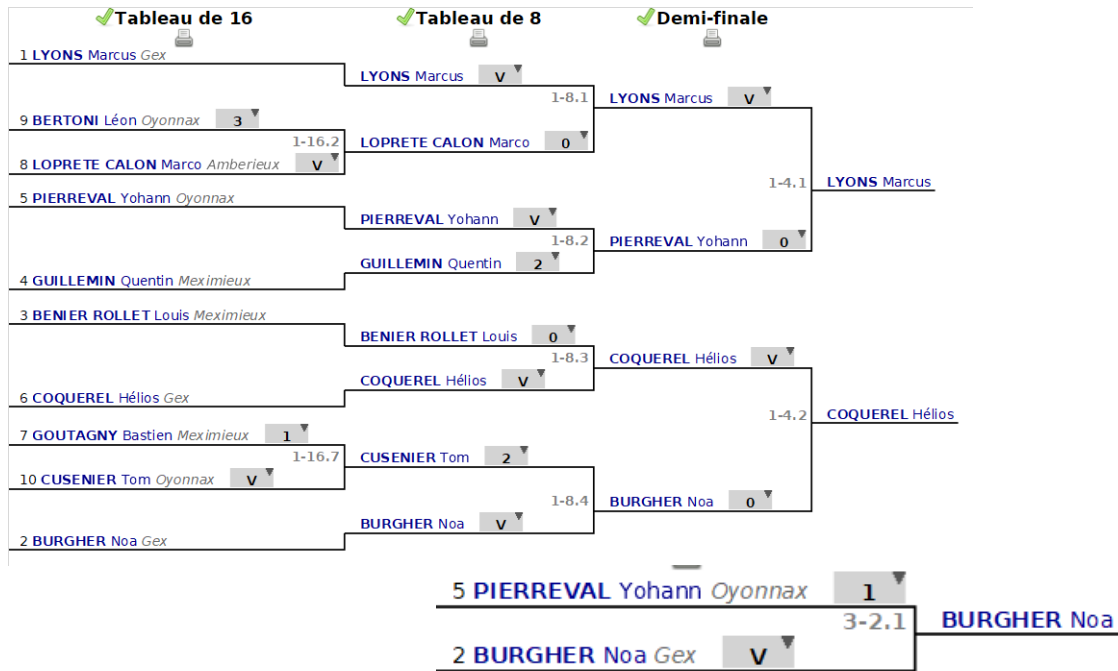 Tableau de 16 Tableau de 8 Demi-finale
1 LYONS Marcus Gex
LYONS Marcus V
1-8.1
LYONS Marcus V
9 BERTONI Léon Oyonnax 3
1-16.2
LOPRETE CALON Marco 0
8 LOPRETE CALON Marco Amberieux V
1-4.1
LYONS Marcus
5 PIERREVAL Yohann Oyonnax
PIERREVAL Yohann V
1-8.2
PIERREVAL Yohann 0
GUILLEMIN Quentin 2
4 GUILLEMIN Quentin Meximieux
3 BENIER ROLLET Louis Meximieux
BENIER ROLLET Louis 0
1-8.3
COQUEREL Hélios V
COQUEREL Hélios V
6 COQUEREL Hélios Gex
1-4.2
COQUEREL Hélios
7 GOUTAGNY Bastien Meximieux 1
1-16.7
CUSENIER Tom 2
10 CUSENIER Tom Oyonnax V
1-8.4
BURGHER Noa 0
BURGHER Noa V
2 BURGHER Noa Gex
5 PIERREVAL Yohann Oyonnax 1
3-2.1
BURGHER Noa
2 BURGHER Noa Gex V